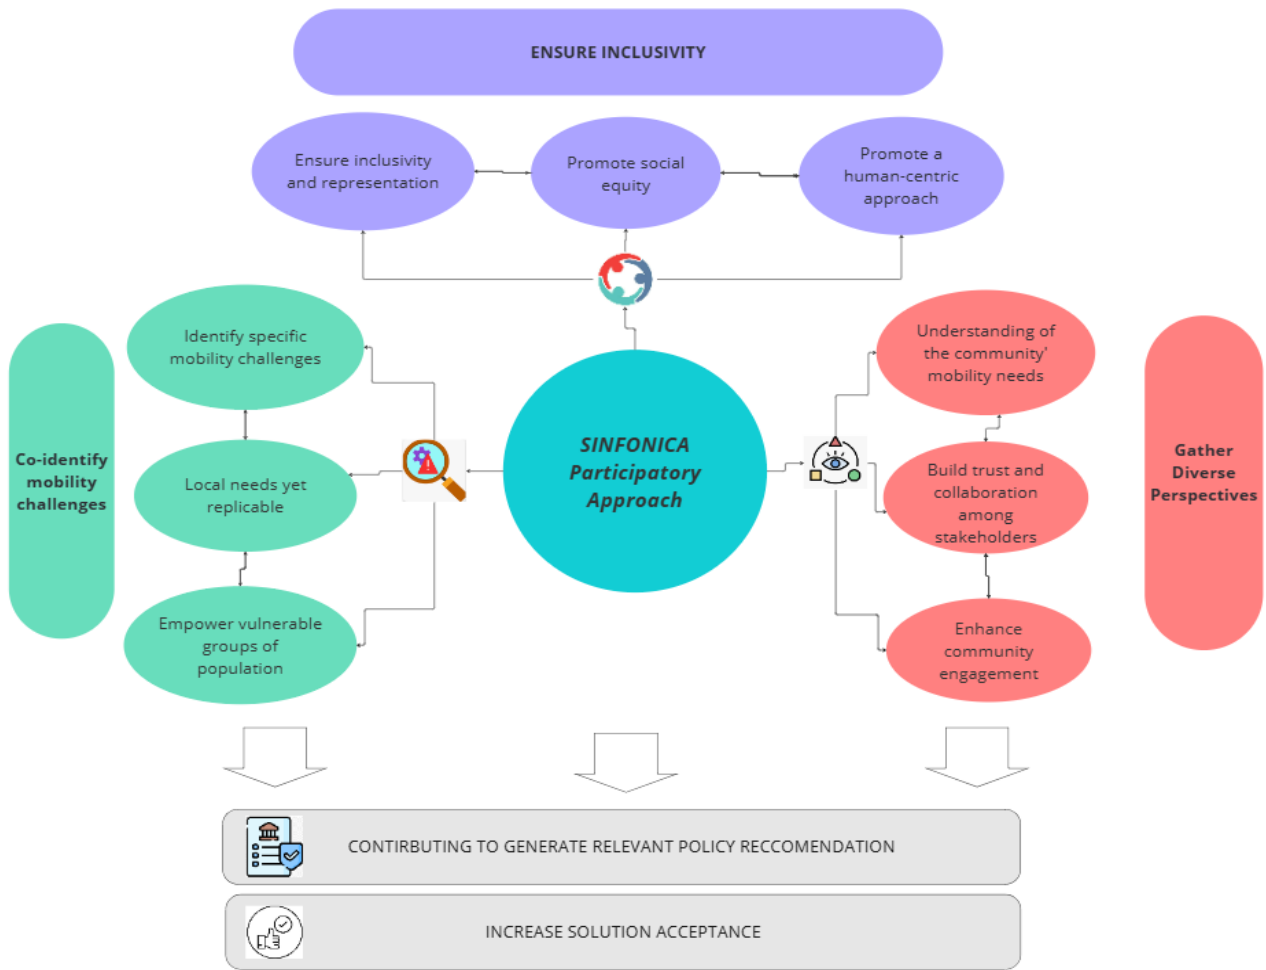 ENSURE INCLUSIVITY
Ensure inclusivity
and representation
Promote social
equity
Promote a
human-centric
approach
Identify specific
mobility challenges
Local needs yet
replicable
Empower vulnerable
groups of
population
Co-identify
mobility
challenges
SINFONICA
Participatory
Approach
Understanding of
the community'
mobility needs
Build trust and
collaboration
among
stakeholders
Enhance
community
engagement
Gather
Diverse
Perspectives
CONTIRBUTING TO GENERATE RELEVANT POLICY RECCOMENDATION
INCREASE SOLUTION ACCEPTANCE